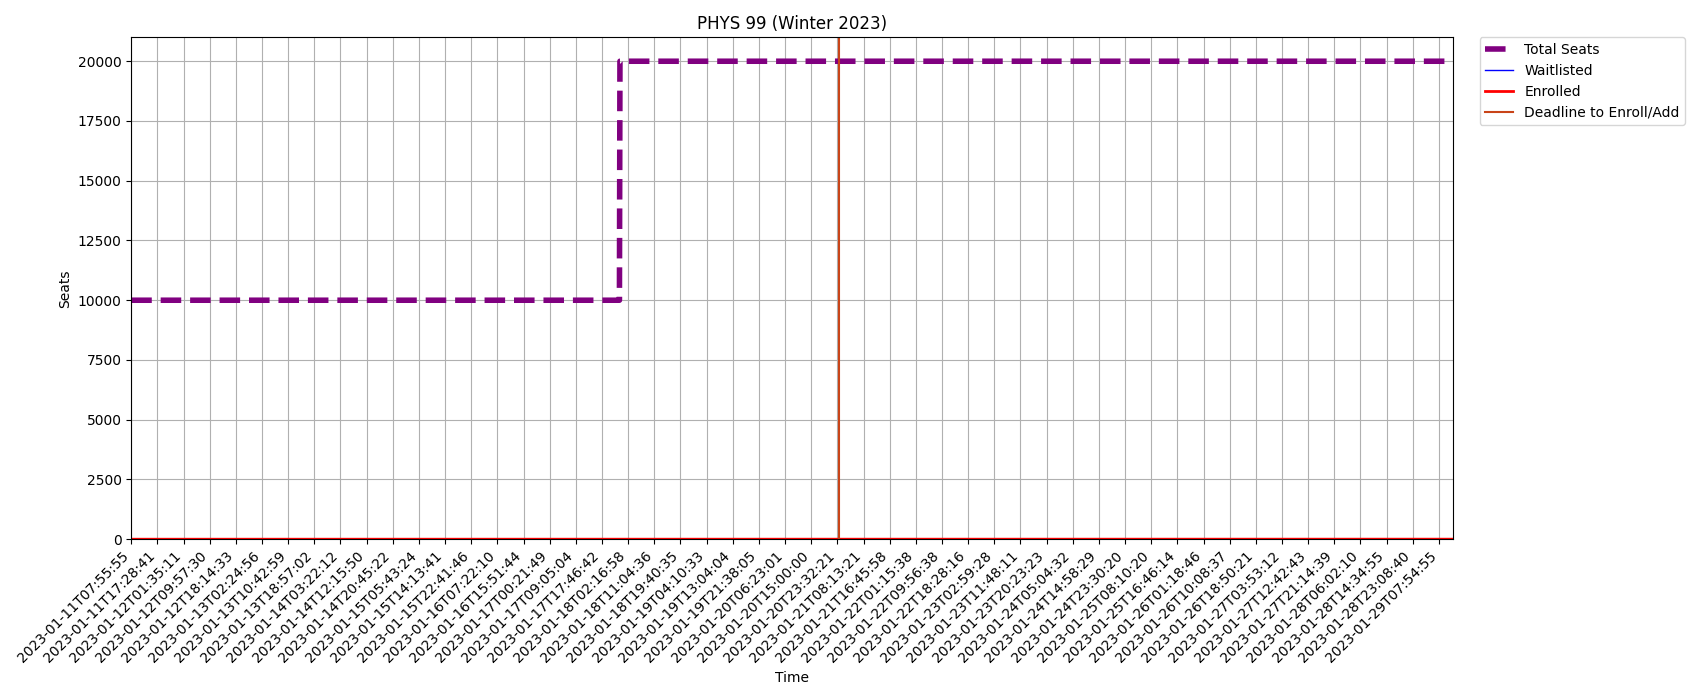 PHYS 99 (Winter 2023)
Total Seats
Waitlisted
Enrolled
Deadline to Enroll/Add
Seats
20000
17500
15000
12500
10000
7500
5000
2500
0
2023-01-11T07:55:55
2023-01-11T17:28:41
2023-01-12T01:35:11
2023-01-12T09:57:30
2023-01-12T18:14:33
2023-01-13T02:24:56
2023-01-13T10:42:59
2023-01-13T18:57:02
2023-01-14T03:22:12
2023-01-14T12:15:50
2023-01-14T20:45:22
2023-01-15T05:43:24
2023-01-15T14:13:41
2023-01-15T22:41:46
2023-01-16T07:22:10
2023-01-16T15:51:44
2023-01-17T00:21:49
2023-01-17T09:05:04
2023-01-17T17:46:42
2023-01-18T02:16:58
2023-01-18T11:04:36
2023-01-18T19:40:35
2023-01-19T04:10:33
2023-01-19T13:04:04
2023-01-19T21:38:05
2023-01-20T06:23:01
2023-01-20T15:00:00
2023-01-20T23:32:21
2023-01-21T08:13:21
2023-01-21T16:45:58
2023-01-22T01:15:38
2023-01-22T09:56:38
2023-01-22T18:28:16
2023-01-23T02:59:28
2023-01-23T11:48:11
2023-01-23T20:23:23
2023-01-24T05:04:32
2023-01-24T14:58:29
2023-01-24T23:30:20
2023-01-25T08:10:20
2023-01-25T16:46:14
2023-01-26T01:18:46
2023-01-26T10:08:37
2023-01-26T18:50:21
2023-01-27T03:53:12
2023-01-27T12:42:43
2023-01-27T21:14:39
2023-01-28T06:02:10
2023-01-28T14:34:55
2023-01-28T23:08:40
2023-01-29T07:54:55
Time